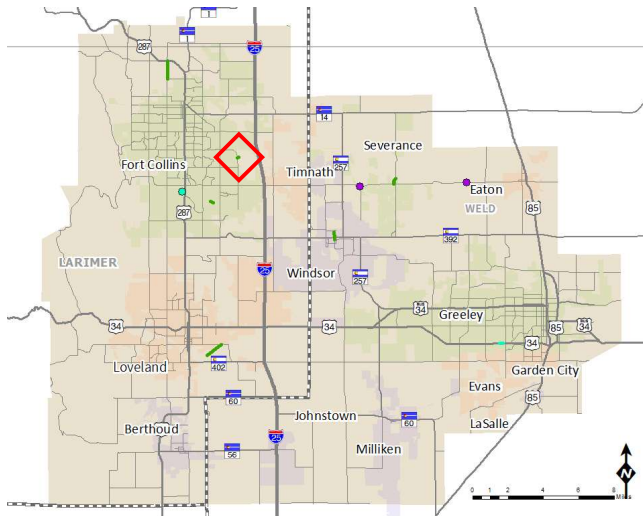 1
287
25
14
Severance
Fort Collins
Timnath
257
Eaton
WELD
287
85
392
LARIMER
25
Windsor
257
34
Greeley
34
34
85
34
34
Loveland
402
Garden City
Evans
60
85
Johnstown
60
LaSalle
Berthoud
25
56
Milliken
N
0 2 4 6 8
Miles